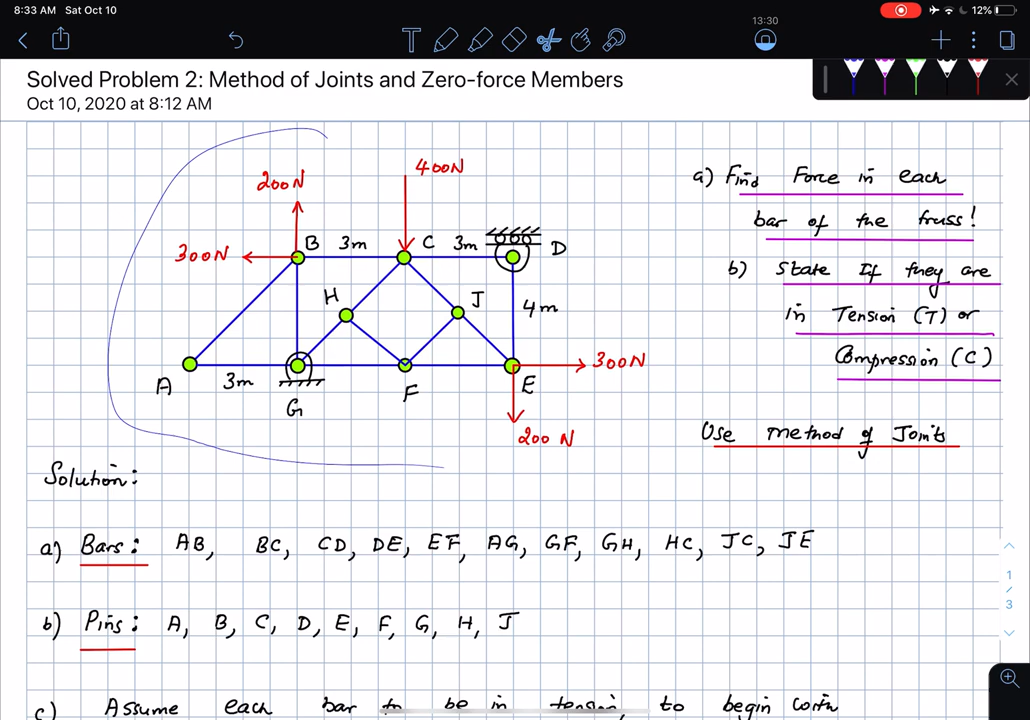 8:33 AM Sat Oct 10
12%
13:30
Solved Problem 2: Method of Joints and Zero-force Members
Oct 10, 2020 at 8:12 AM
400N
200N
300N
B 3m C 3m D
H J 4m
300N
A 3m G F E
200 N
a) Find Force in each
bar of the truss!
b) State If they are
in Tension (T) or
Compression (C)
Use method of Joints
Solution:
a) Bars: AB, BC, CD, DE, EF, AG, GF, GH, HC, JC, JE
b) Pins: A, B, C, D, E, F, G, H, J
c) Assume each bar to be in tension, to begin with
1
/
3